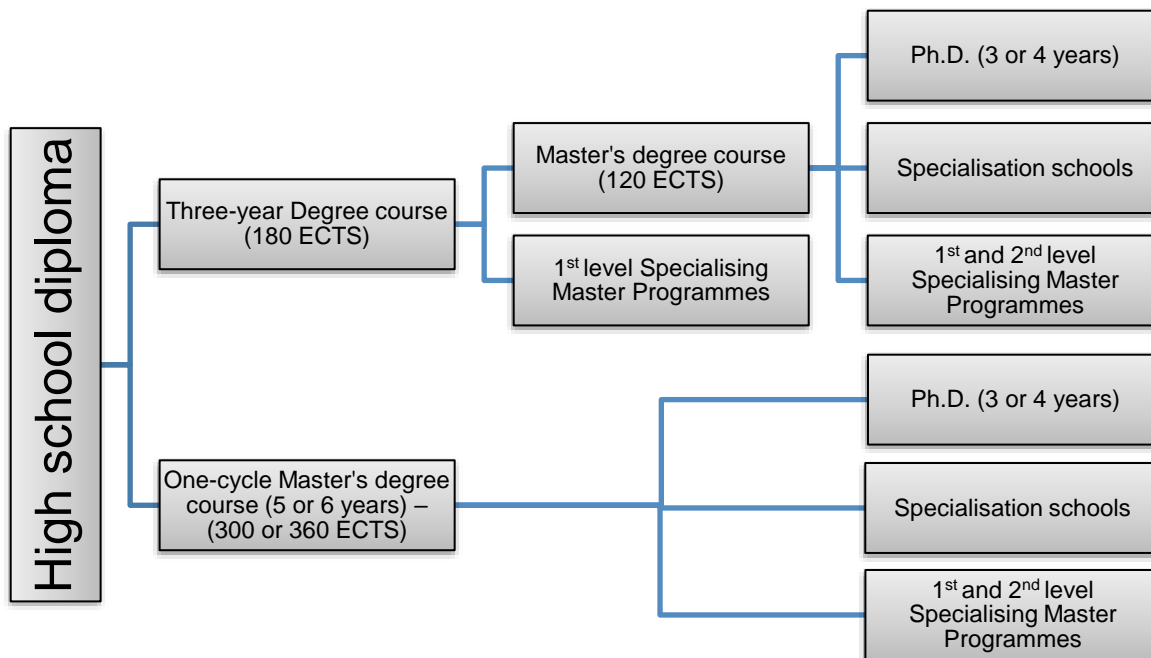 High school diploma
Three-year Degree course
(180 ECTS)
Master's degree course
(120 ECTS)
Ph.D. (3 or 4 years)
Specialisation schools
1st and 2nd level
Specialising Master
Programmes
1st level Specialising
Master Programmes
One-cycle Master's degree
course (5 or 6 years) –
(300 or 360 ECTS)
Ph.D. (3 or 4 years)
Specialisation schools
1st and 2nd level
Specialising Master
Programmes